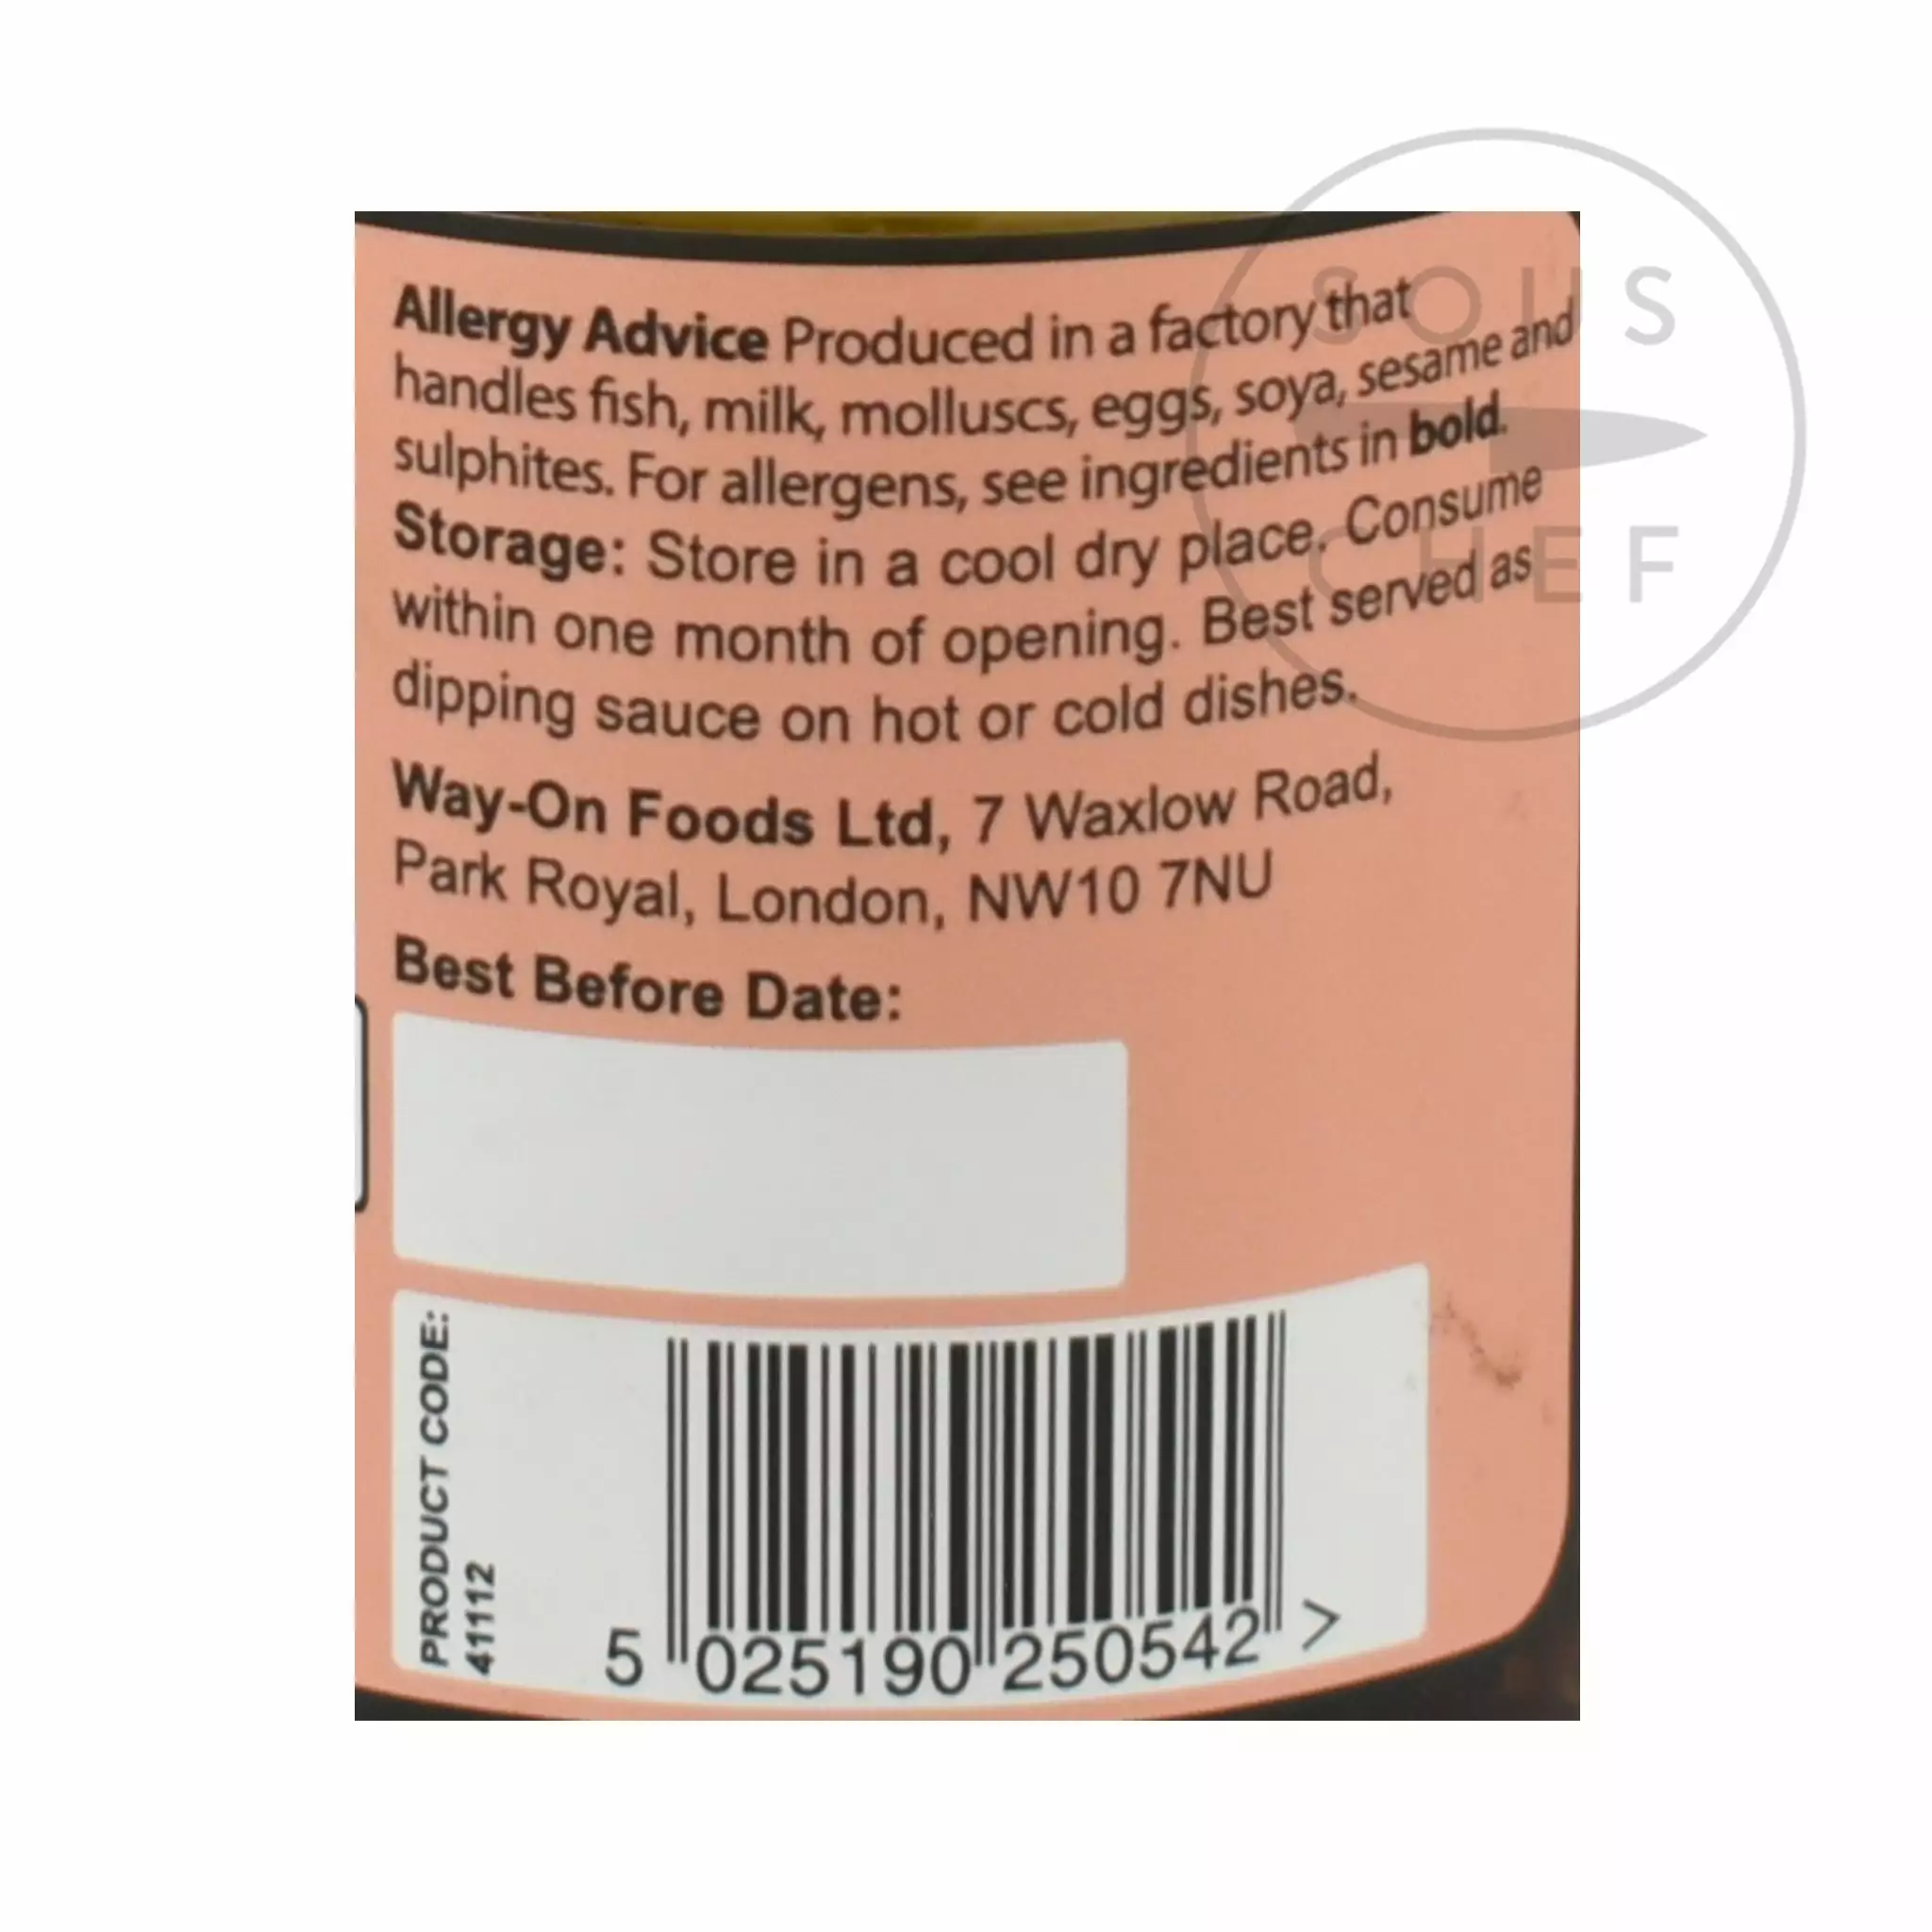 SOUS
CHEF
Allergy Advice Produced in a factory that
handles fish, milk, molluscs, eggs, soya, sesame and
sulphites. For allergens, see ingredients in bold.
Storage: Store in a cool dry place. Consume
within one month of opening. Best served as
dipping sauce on hot or cold dishes.
Way-On Foods Ltd, 7 Waxlow Road,
Park Royal, London, NW10 7NU
Best Before Date:
PRODUCT CODE:
41112
5 025190 250542 >